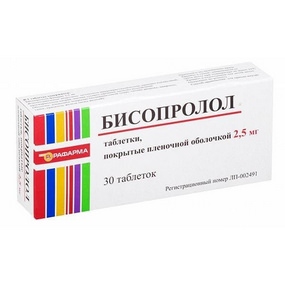 БИСОПРОЛОЛ
таблетки,
покрытые пленочной оболочкой 2,5 мг
РАФАРМА
30 таблеток
Регистрационный номер ЛП-002491
БИСОПРОЛОЛ